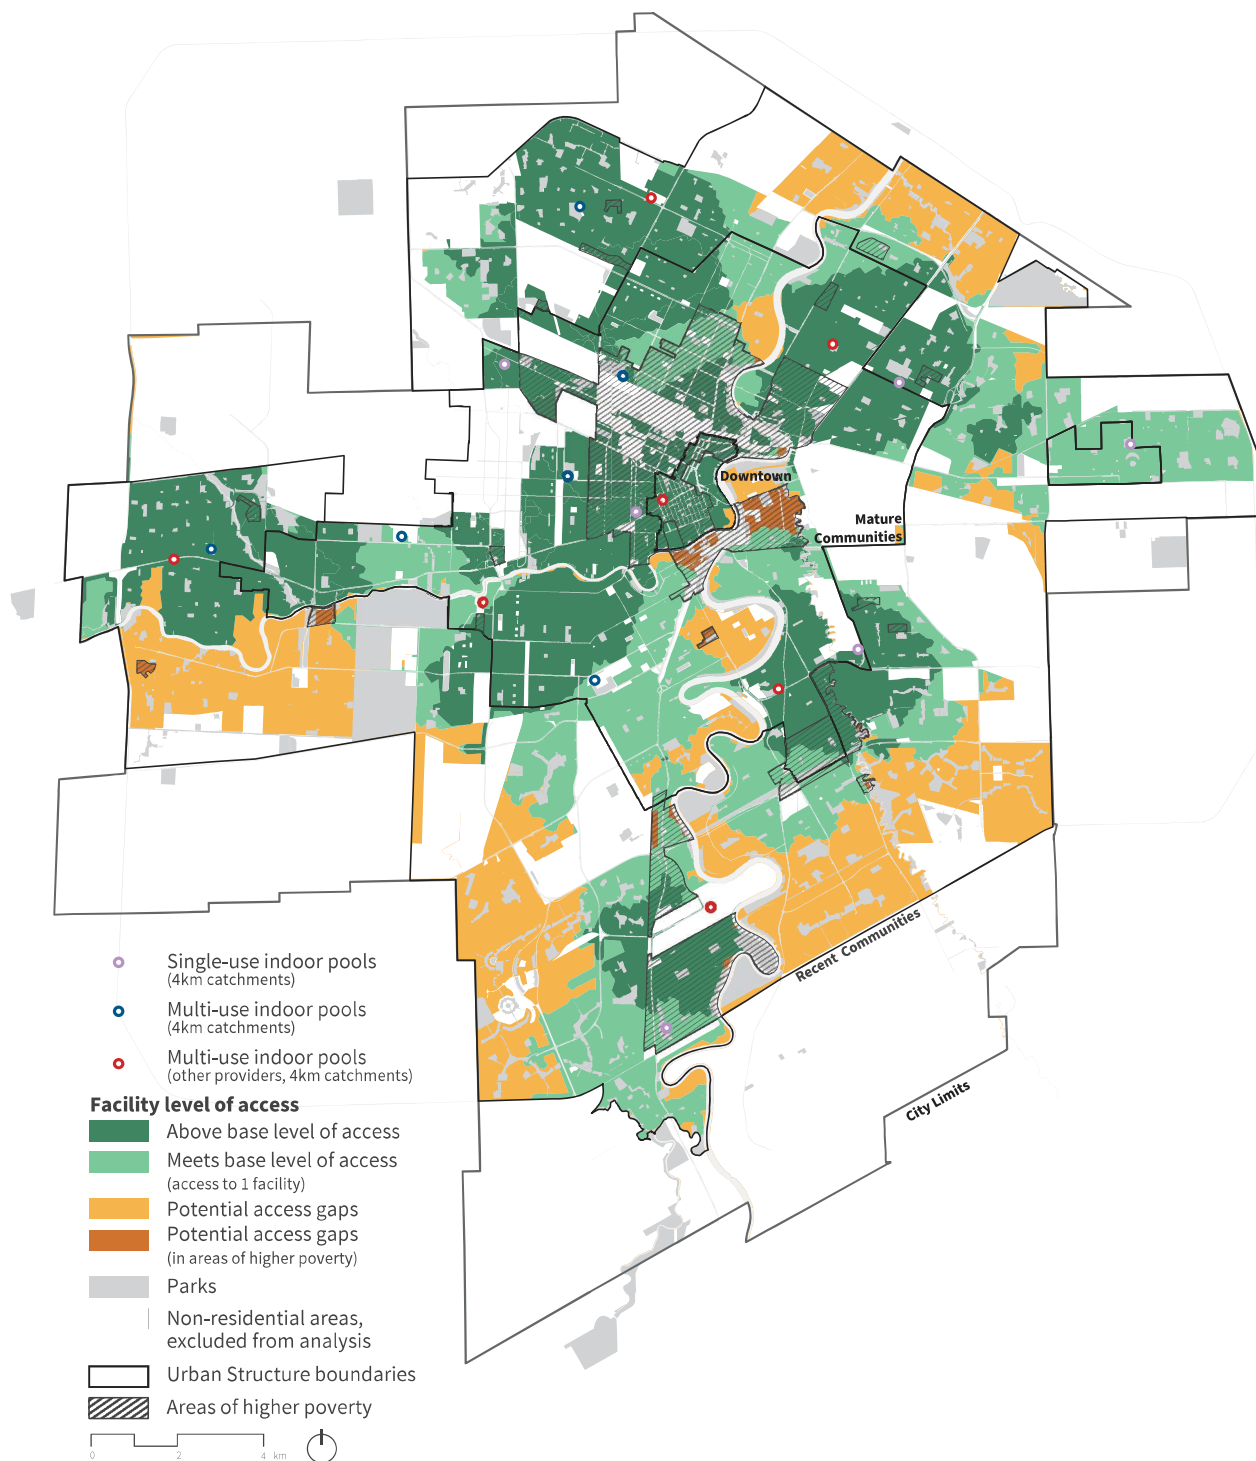 Downtown
Mature
Communities
Recent Communities
City Limits
Single-use indoor pools
(4km catchments)
Multi-use indoor pools
(4km catchments)
Multi-use indoor pools
(other providers, 4km catchments)
Facility level of access
Above base level of access
Meets base level of access
(access to 1 facility)
Potential access gaps
Potential access gaps
(in areas of higher poverty)
Parks
Non-residential areas,
excluded from analysis
Urban Structure boundaries
Areas of higher poverty
0 2 4 km